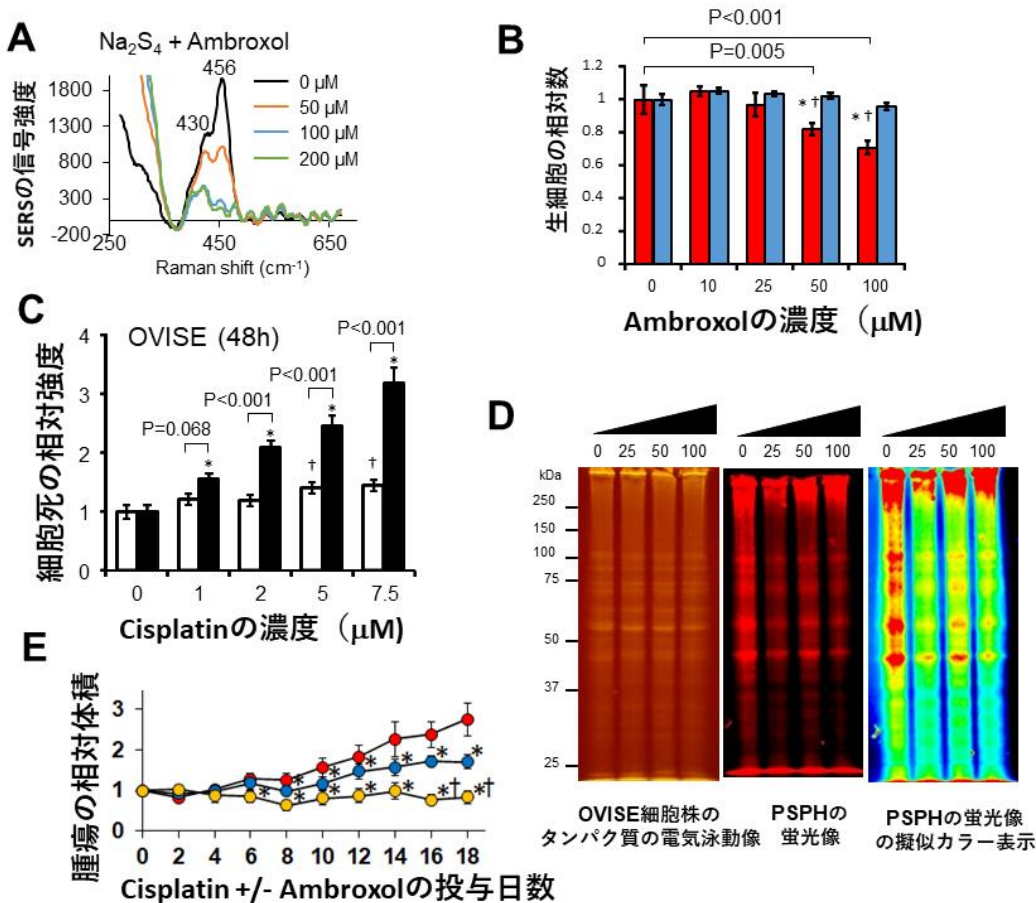 A
Na₂S₄ + Ambroxol
SERSの信号強度
1800
1300
800
300
-200
430
456
0 μM
50 μM
100 μM
200 μM
250
450
650
Raman shift (cm⁻¹)
B
P<0.001
P=0.005
生細胞の相対数
1.2
1
0.8
0.6
0.4
0.2
0
*†
*†
0
10
25
50
100
Ambroxolの濃度（μM)
C
OVISE (48h)
細胞死の相対強度
4
3
2
1
0
P=0.068
P<0.001
P<0.001
P<0.001
*
*
*
*
†
†
0
1
2
5
7.5
Cisplatinの濃度（μM)
D
0 25 50 100
0 25 50 100
0 25 50 100
kDa
250
150
100
75
50
37
25
OVISE細胞株の
タンパク質の電気泳動像
PSPHの
蛍光像
PSPHの蛍光像
の擬似カラー表示
E
腫瘍の相対体積
3
2
1
0
* * * * * *
* * * * * *† *†
0 2 4 6 8 10 12 14 16 18
Cisplatin +/- Ambroxolの投与日数